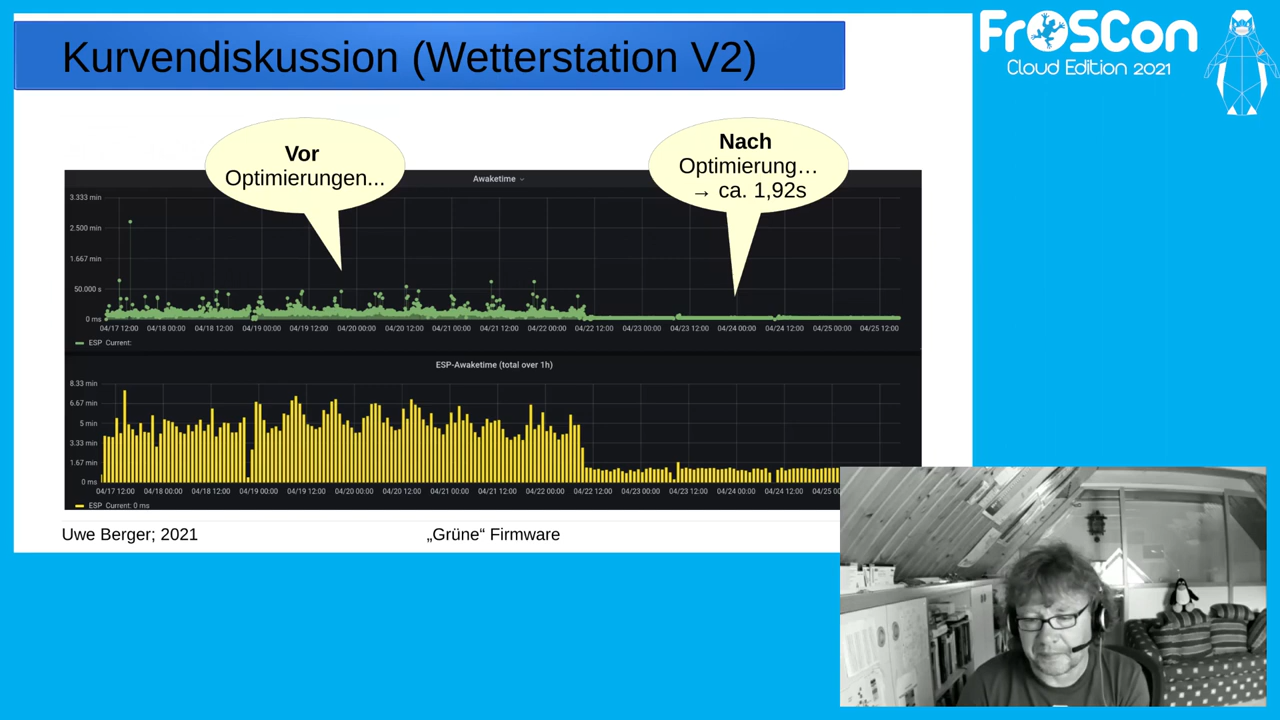 Kurvendiskussion (Wetterstation V2)
FrOSCon
Cloud Edition 2021
Vor
Optimierungen...
Nach
Optimierung…
→ ca. 1,92s
Awaketime
3.333 min
2.500 min
1.667 min
50.000 s
0 ms
04/17 12:00 04/18 00:00 04/18 12:00 04/19 00:00 04/19 12:00 04/20 00:00 04/20 12:00 04/21 00:00 04/21 12:00 04/22 00:00 04/22 12:00 04/23 00:00 04/23 12:00 04/24 00:00 04/24 12:00 04/25 00:00 04/25 12:00
ESP Current:
ESP-Awaketime (total over 1h)
8.33 min
6.67 min
5 min
3.33 min
1.67 min
0 ms
04/17 12:00 04/18 00:00 04/18 12:00 04/19 00:00 04/19 12:00 04/20 00:00 04/20 12:00 04/21 00:00 04/21 12:00 04/22 00:00 04/22 12:00 04/23 00:00 04/23 12:00 04/24 00:00 04/24 12:00 04/25 00
ESP Current: 0 ms
Uwe Berger; 2021
„Grüne“ Firmware